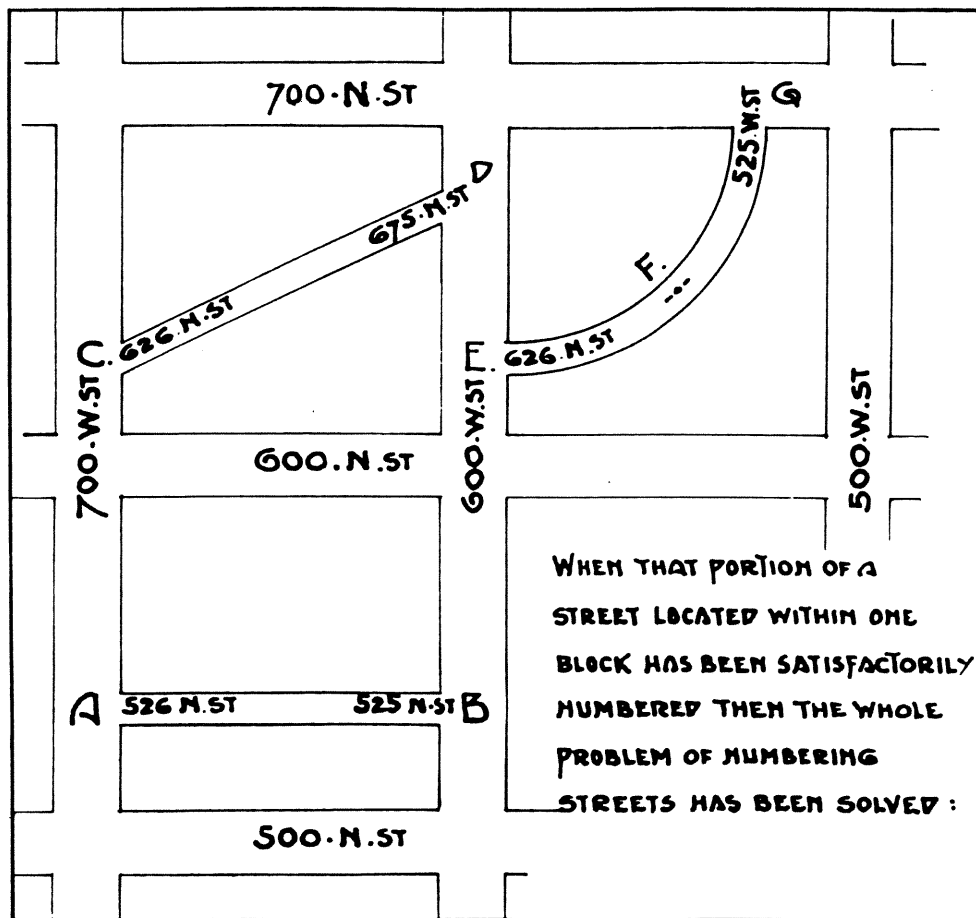 700·N·ST
G
525·W·ST
D
675·N·ST
F.
C.
626·N·ST
E.
626·N·ST
700·W·ST
600·W·ST
500·W·ST
600·N·ST
WHEN THAT PORTION OF A
STREET LOCATED WITHIN ONE
BLOCK HAS BEEN SATISFACTORILY
NUMBERED THEN THE WHOLE
PROBLEM OF NUMBERING
STREETS HAS BEEN SOLVED :
A
526 N·ST
525 N·ST
B
500·N·ST